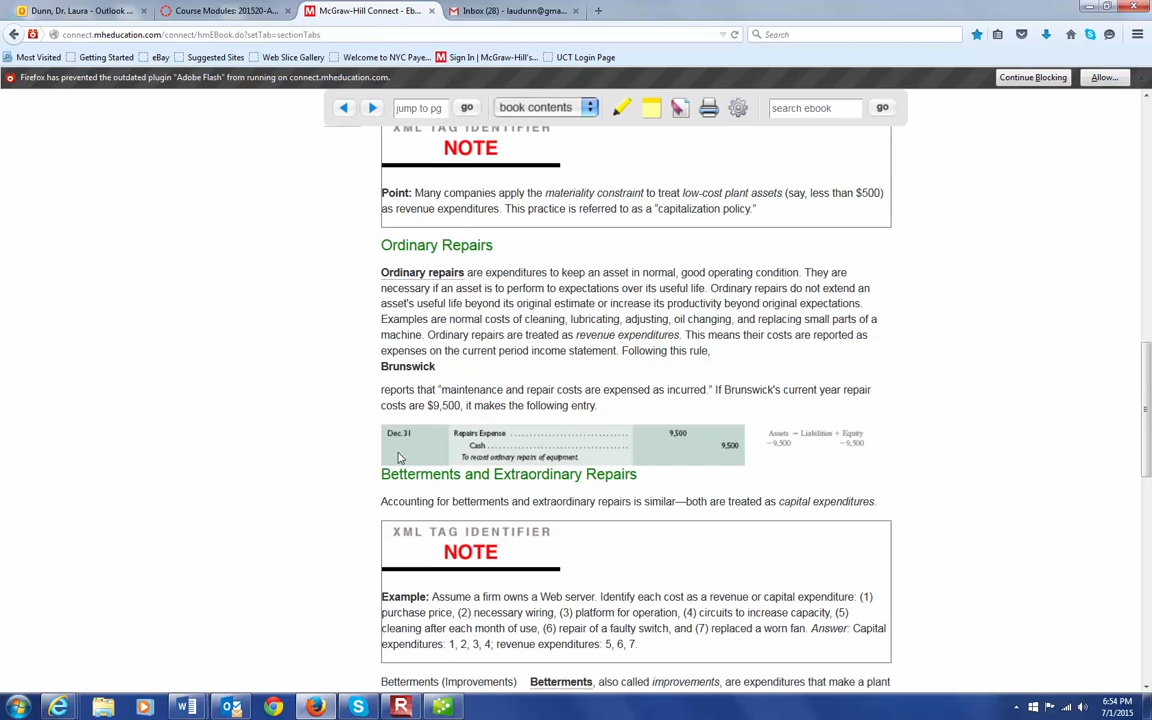 Dunn, Dr. Laura - Outlook ... × Course Modules: 201520-A... × McGraw-Hill Connect - Eb... × Inbox (28) - laudunn@gma... × +
connect.mheducation.com/connect/hmEBook.do?setTab=sectionTabs
Search
Most Visited Getting Started eBay Suggested Sites Web Slice Gallery Welcome to NYC Paye... Sign In | McGraw-Hill's... UCT Login Page
Firefox has prevented the outdated plugin "Adobe Flash" from running on connect.mheducation.com. Continue Blocking Allow...
jump to pg go book contents search ebook go
XML TAG IDENTIFIER
NOTE
Point: Many companies apply the materiality constraint to treat low-cost plant assets (say, less than $500)
as revenue expenditures. This practice is referred to as a "capitalization policy."
Ordinary Repairs
Ordinary repairs are expenditures to keep an asset in normal, good operating condition. They are
necessary if an asset is to perform to expectations over its useful life. Ordinary repairs do not extend an
asset's useful life beyond its original estimate or increase its productivity beyond original expectations.
Examples are normal costs of cleaning, lubricating, adjusting, oil changing, and replacing small parts of a
machine. Ordinary repairs are treated as revenue expenditures. This means their costs are reported as
expenses on the current period income statement. Following this rule,
Brunswick
reports that "maintenance and repair costs are expensed as incurred." If Brunswick's current year repair
costs are $9,500, it makes the following entry.
Dec. 31 Repairs Expense 9,500 Assets = Liabilities + Equity
Cash 9,500 −9,500 −9,500
To record ordinary repairs of equipment.
Betterments and Extraordinary Repairs
Accounting for betterments and extraordinary repairs is similar—both are treated as capital expenditures.
XML TAG IDENTIFIER
NOTE
Example: Assume a firm owns a Web server. Identify each cost as a revenue or capital expenditure: (1)
purchase price, (2) necessary wiring, (3) platform for operation, (4) circuits to increase capacity, (5)
cleaning after each month of use, (6) repair of a faulty switch, and (7) replaced a worn fan. Answer: Capital
expenditures: 1, 2, 3, 4; revenue expenditures: 5, 6, 7.
Betterments (Improvements) Betterments, also called improvements, are expenditures that make a plant
6:54 PM
7/1/2015